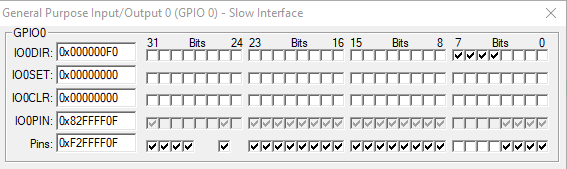 General Purpose Input/Output 0 (GPIO 0) - Slow Interface
GPIO0
31 Bits 24 23 Bits 16 15 Bits 8 7 Bits 0
IO0DIR: 0x000000F0
IO0SET: 0x00000000
IO0CLR: 0x00000000
IO0PIN: 0x82FFFF0F
Pins: 0xF2FFFF0F